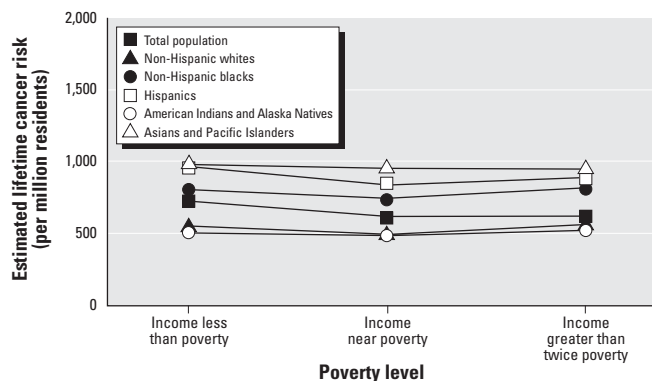 Estimated lifetime cancer risk
(per million residents)
2,000
1,500
1,000
500
0
Total population
Non-Hispanic whites
Non-Hispanic blacks
Hispanics
American Indians and Alaska Natives
Asians and Pacific Islanders
Income less
than poverty
Income
near poverty
Income
greater than
twice poverty
Poverty level